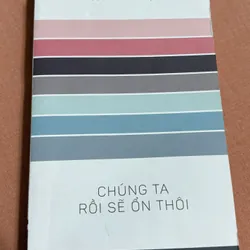 CHÚNG TA
RỒI SẼ ỔN THÔI